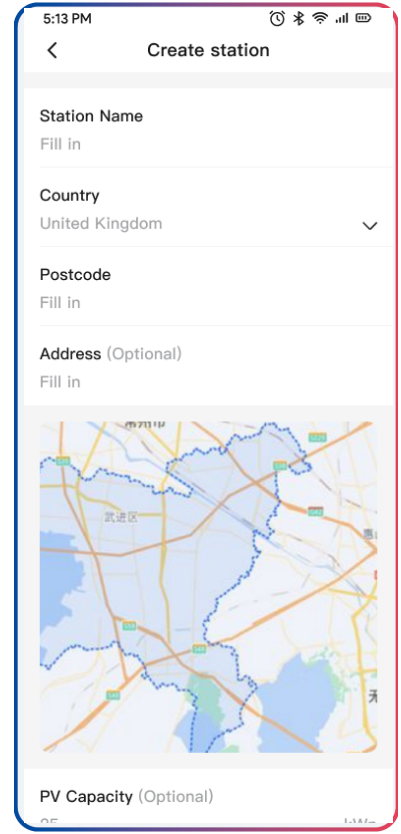 5:13 PM
Create station
Station Name
Fill in
Country
United Kingdom
Postcode
Fill in
Address (Optional)
Fill in
武进区
PV Capacity (Optional)